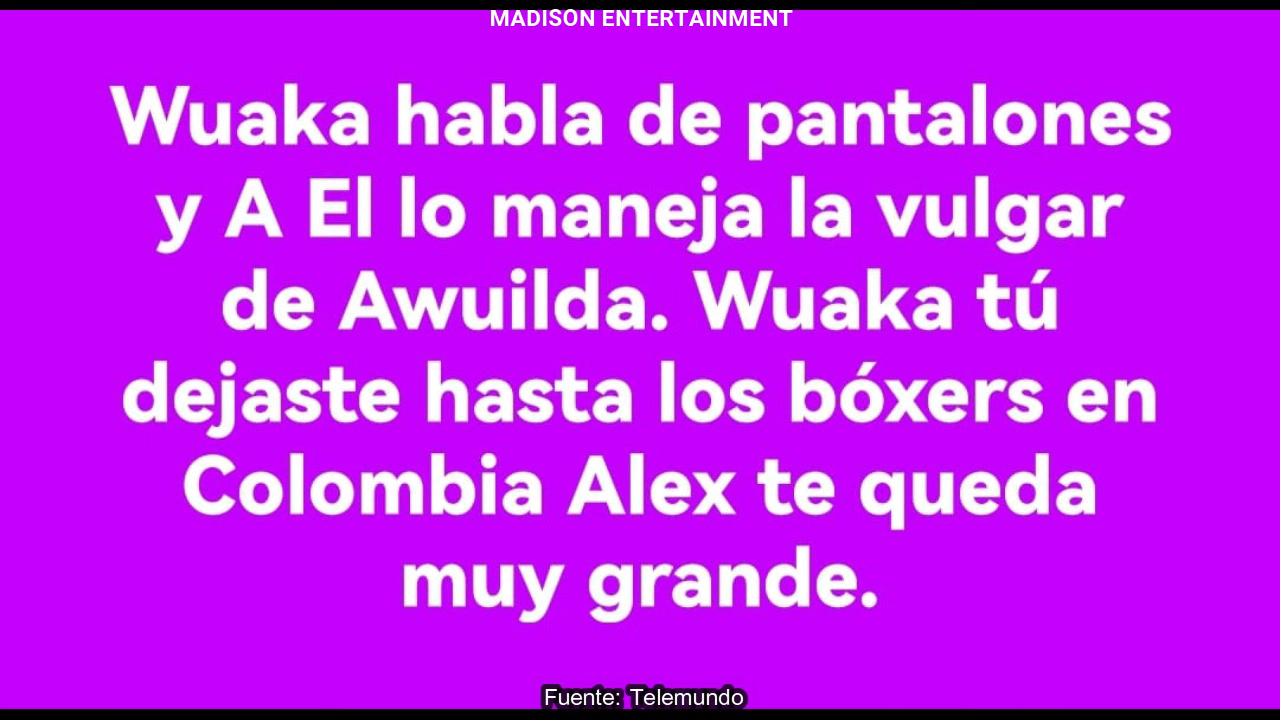 MADISON ENTERTAINMENT
Wuaka habla de pantalones
y A El lo maneja la vulgar
de Awuilda. Wuaka tú
dejaste hasta los bóxers en
Colombia Alex te queda
muy grande.
Fuente: Telemundo